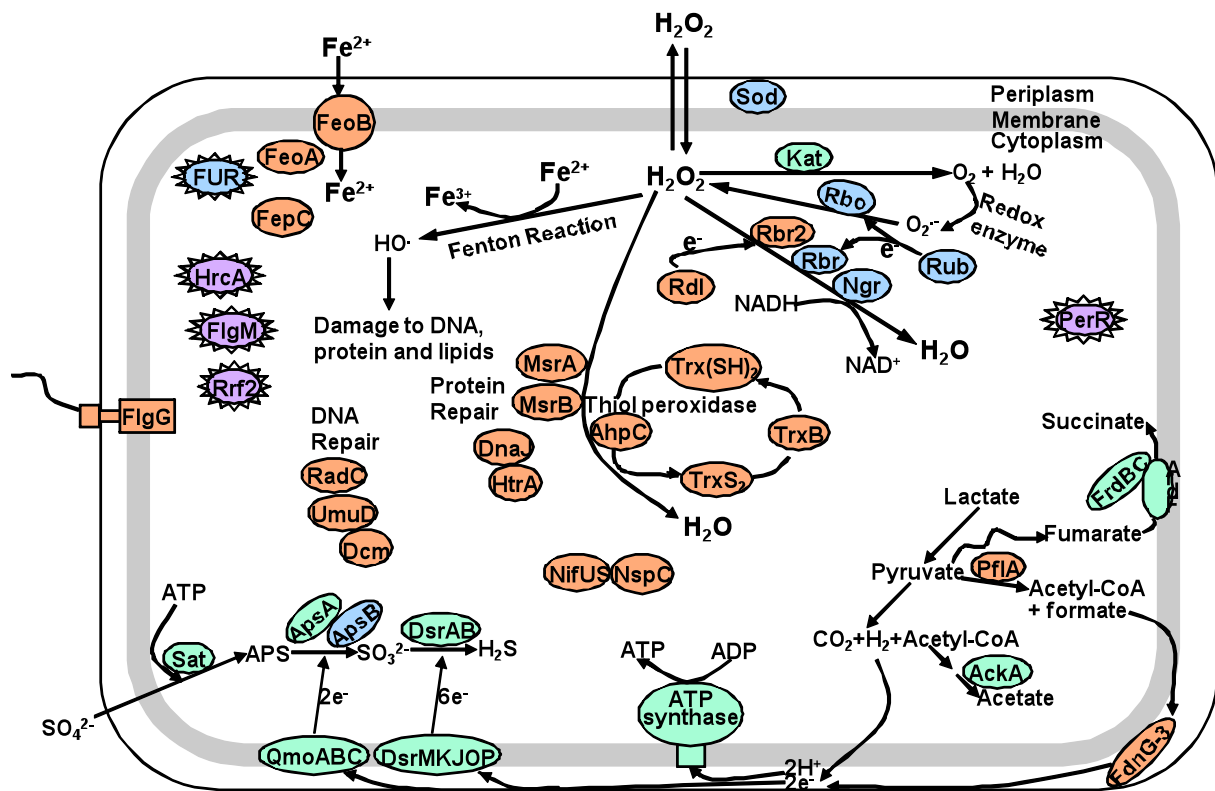 H₂O₂
Fe²⁺
Sod
Periplasm
Membrane
Cytoplasm
FeoB
FeoA
FUR
Fe²⁺
FepC
Kat
H₂O₂
O₂ + H₂O
Fe²⁺
Fe³⁺
Fenton Reaction
HO·
Rbo
O₂·⁻
Redox
enzyme
Rbr2
e⁻
Rbr
e⁻
Rub
Rdl
Ngr
NADH
NAD⁺
H₂O
HrcA
FlgM
Rrf2
PerR
Damage to DNA,
protein and lipids
FlgG
MsrA
MsrB
Protein
Repair
Trx(SH)₂
Thiol peroxidase
AhpC
TrxB
TrxS₂
DnaJ
HtrA
DNA
Repair
RadC
UmuD
Dcm
H₂O
NifUS
NspC
Succinate
FrdBC
Lactate
Fumarate
Pyruvate
PflA
Acetyl-CoA
+ formate
CO₂+H₂+Acetyl-CoA
AckA
Acetate
ATP
ApsA
ApsB
DsrAB
Sat
APS
SO₃²⁻
H₂S
2e⁻
6e⁻
SO₄²⁻
QmoABC
DsrMKJOP
ATP
ADP
ATP
synthase
2H⁺
2e⁻
FdnG-3